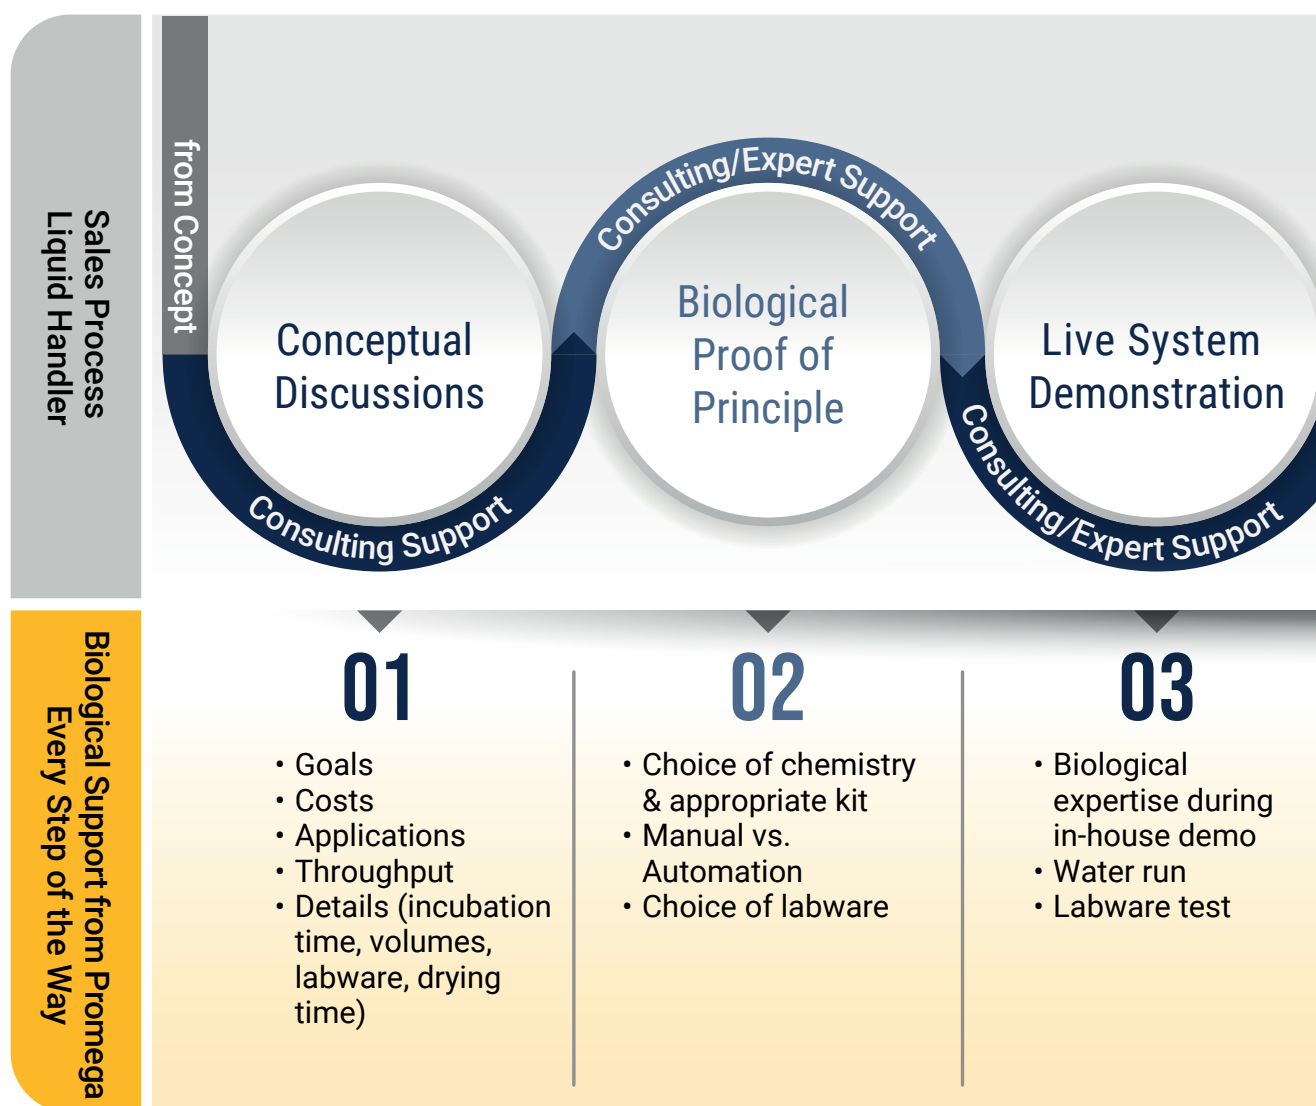 Sales Process
Liquid Handler
from Concept
Conceptual
Discussions
Consulting Support
Consulting/Expert Support
Biological
Proof of
Principle
Live System
Demonstration
Consulting/Expert Support
Biological Support from Promega
Every Step of the Way
01
• Goals
• Costs
• Applications
• Throughput
• Details (incubation
time, volumes,
labware, drying
time)
02
• Choice of chemistry
& appropriate kit
• Manual vs.
Automation
• Choice of labware
03
• Biological
expertise during
in-house demo
• Water run
• Labware test